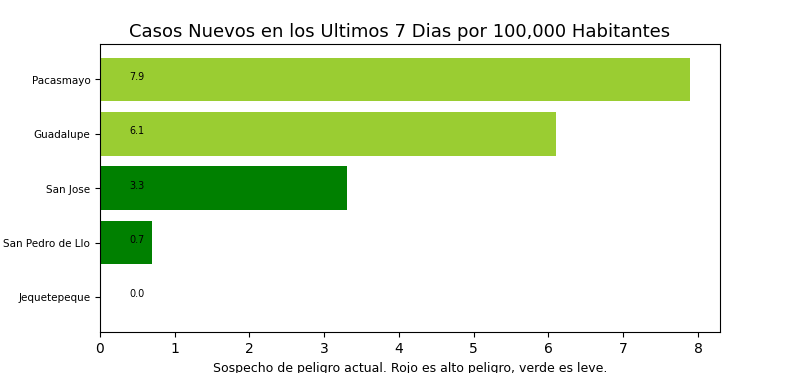 Casos Nuevos en los Ultimos 7 Dias por 100,000 Habitantes
Pacasmayo 7.9
Guadalupe 6.1
San Jose 3.3
San Pedro de Llo 0.7
Jequetepeque 0.0
0 1 2 3 4 5 6 7 8
Sospecho de peligro actual. Rojo es alto peligro, verde es leve.